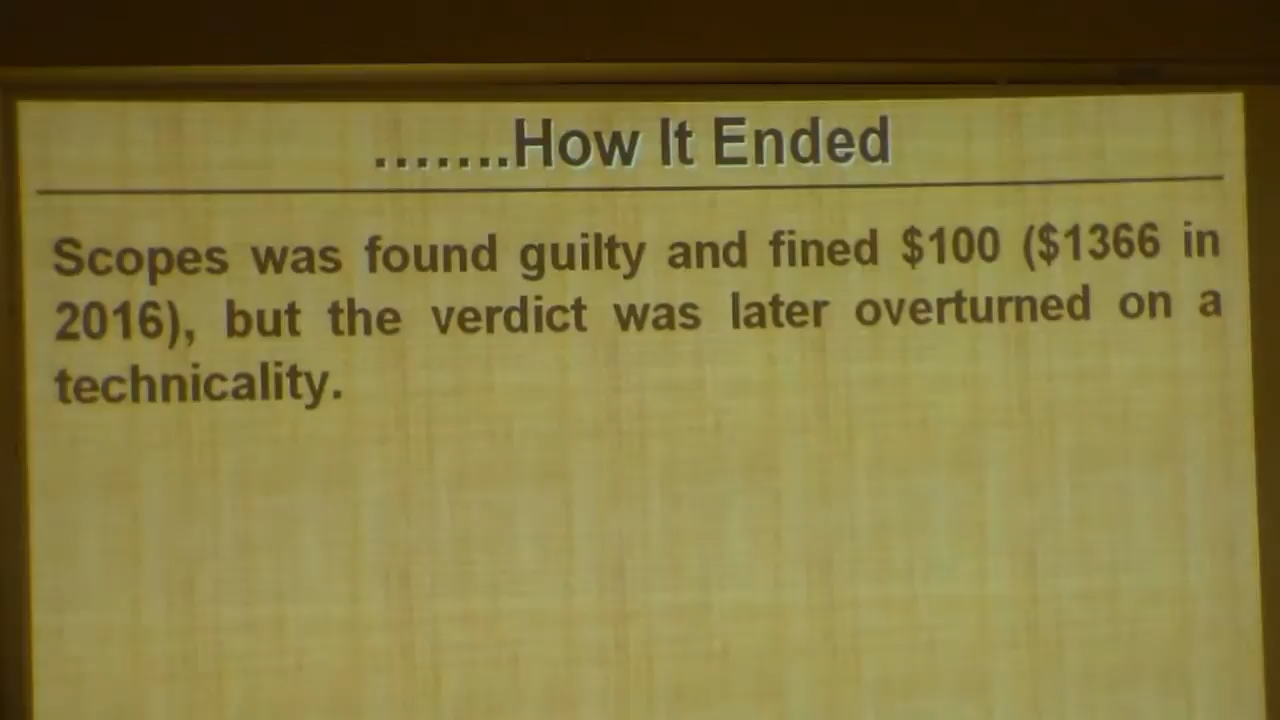 .......How It Ended
Scopes was found guilty and fined $100 ($1366 in
2016), but the verdict was later overturned on a
technicality.